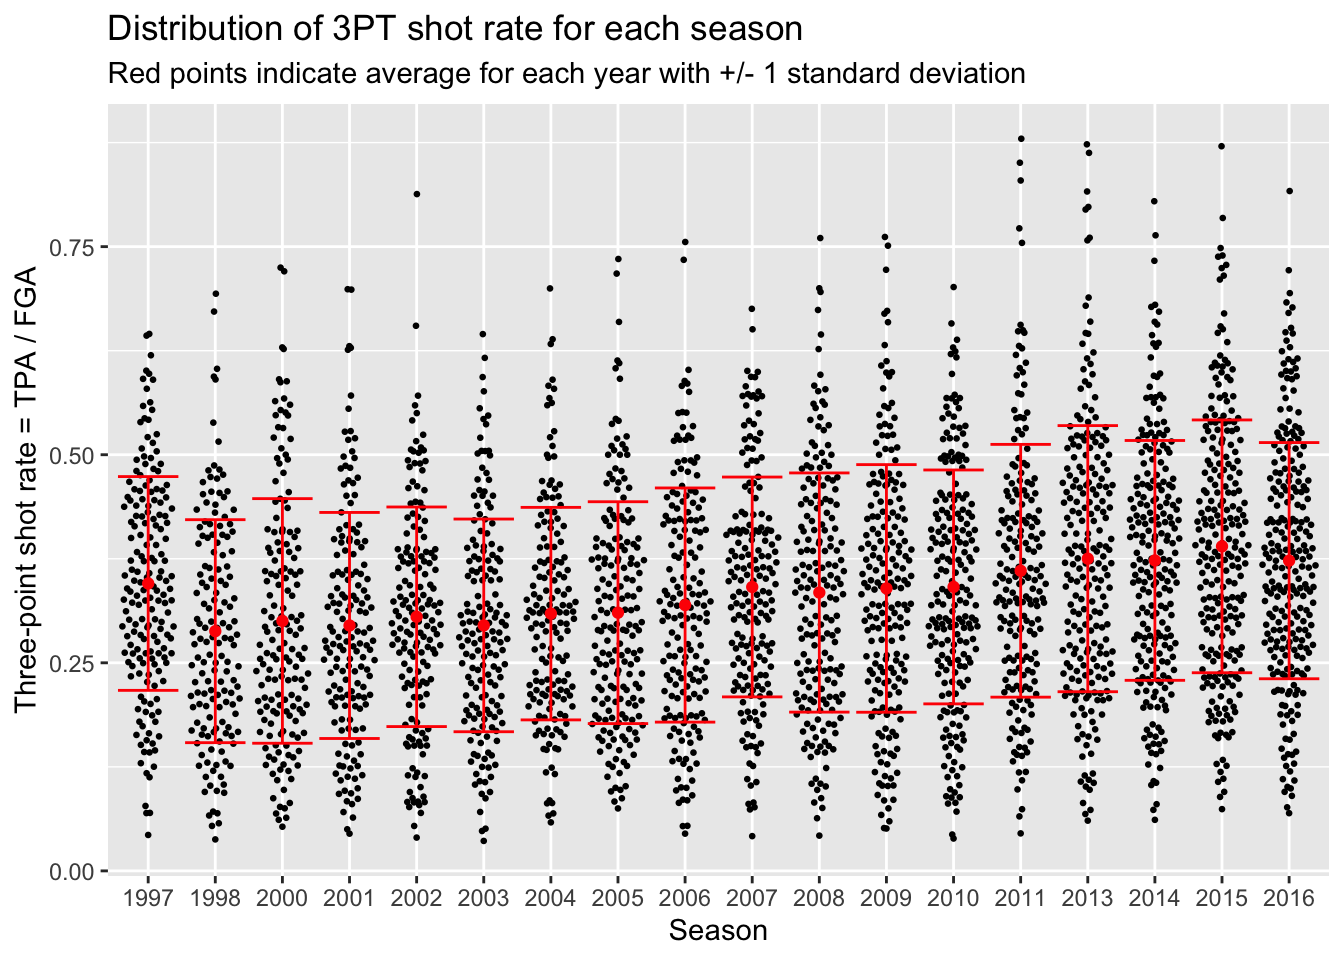 Distribution of 3PT shot rate for each season
Red points indicate average for each year with +/- 1 standard deviation
Three-point shot rate = TPA / FGA
0.75
0.50
0.25
0.00
1997 1998 2000 2001 2002 2003 2004 2005 2006 2007 2008 2009 2010 2011 2013 2014 2015 2016
Season